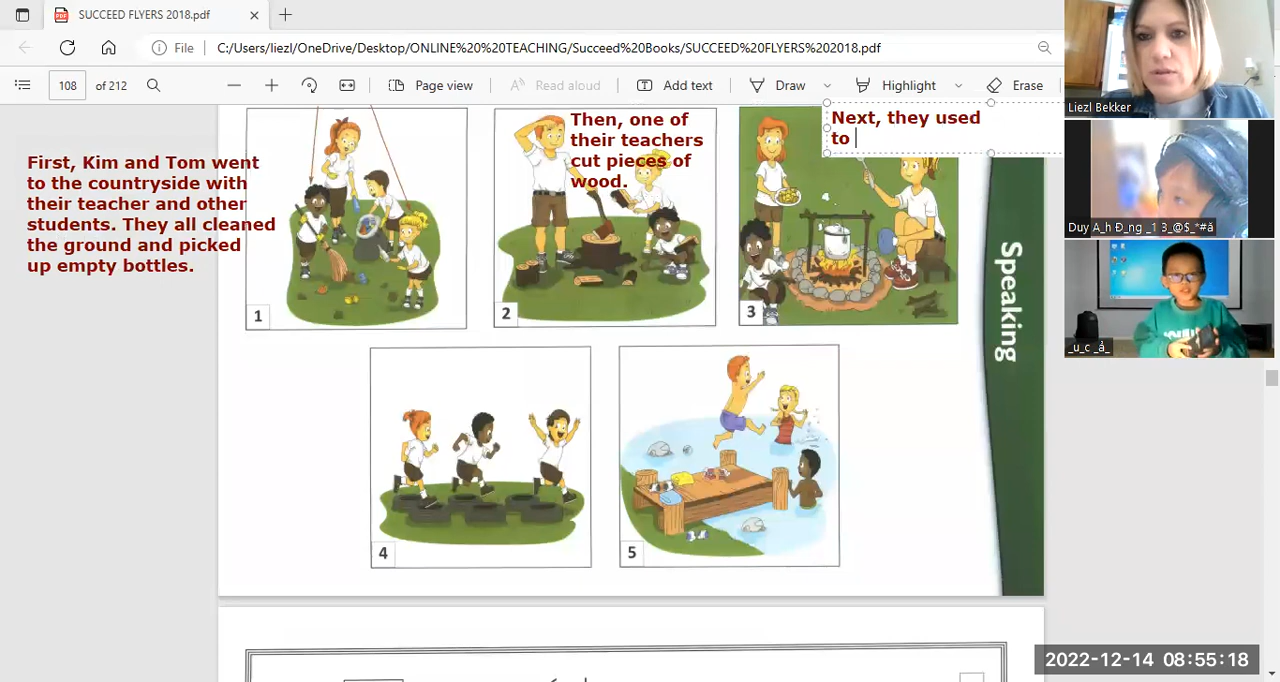 SUCCEED FLYERS 2018.pdf
File
C:/Users/liezl/OneDrive/Desktop/ONLINE%20%20TEACHING/Succeed%20Books/SUCCEED%20FLYERS%202018.pdf
108 of 212
Page view
Read aloud
Add text
Draw
Highlight
Erase
First, Kim and Tom went
to the countryside with
their teacher and other
students. They all cleaned
the ground and picked
up empty bottles.
Then, one of
their teachers
cut pieces of
wood.
Next, they used
to
1
2
3
4
5
Speaking
Liezl Bekker
2022-12-14 08:55:18